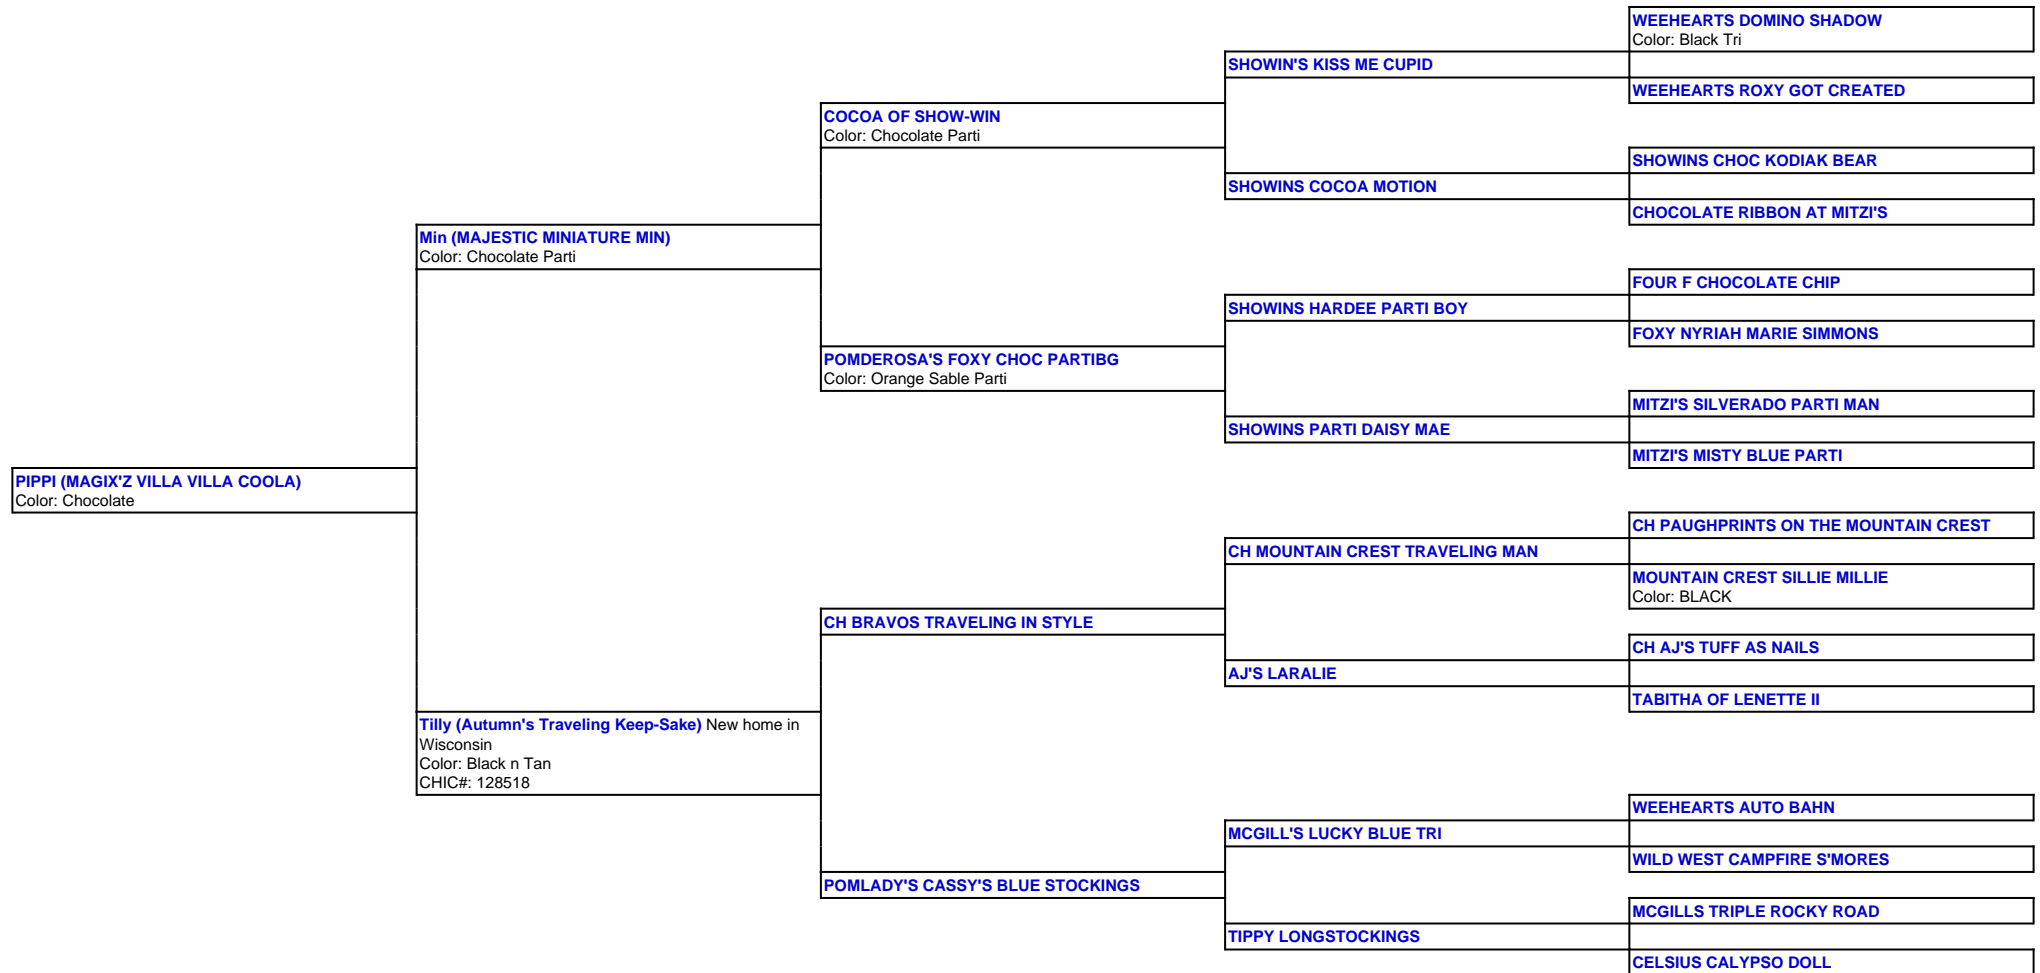 WEEHEARTS DOMINO SHADOW
Color: Black Tri
SHOWIN'S KISS ME CUPID
WEEHEARTS ROXY GOT CREATED
COCOA OF SHOW-WIN
Color: Chocolate Parti
SHOWINS CHOC KODIAK BEAR
SHOWINS COCOA MOTION
CHOCOLATE RIBBON AT MITZI'S
Min (MAJESTIC MINIATURE MIN)
Color: Chocolate Parti
FOUR F CHOCOLATE CHIP
SHOWINS HARDEE PARTI BOY
FOXY NYRIAH MARIE SIMMONS
POMDEROSA'S FOXY CHOC PARTIBG
Color: Orange Sable Parti
MITZI'S SILVERADO PARTI MAN
SHOWINS PARTI DAISY MAE
MITZI'S MISTY BLUE PARTI
PIPPI (MAGIX'Z VILLA VILLA COOLA)
Color: Chocolate
CH PAUGHPRINTS ON THE MOUNTAIN CREST
CH MOUNTAIN CREST TRAVELING MAN
MOUNTAIN CREST SILLIE MILLIE
Color: BLACK
CH BRAVOS TRAVELING IN STYLE
CH AJ'S TUFF AS NAILS
AJ'S LARALIE
TABITHA OF LENETTE II
Tilly (Autumn's Traveling Keep-Sake) New home in
Wisconsin
Color: Black n Tan
CHIC#: 128518
WEEHEARTS AUTO BAHN
MCGILL'S LUCKY BLUE TRI
WILD WEST CAMPFIRE S'MORES
POMLADY'S CASSY'S BLUE STOCKINGS
MCGILLS TRIPLE ROCKY ROAD
TIPPY LONGSTOCKINGS
CELSIUS CALYPSO DOLL